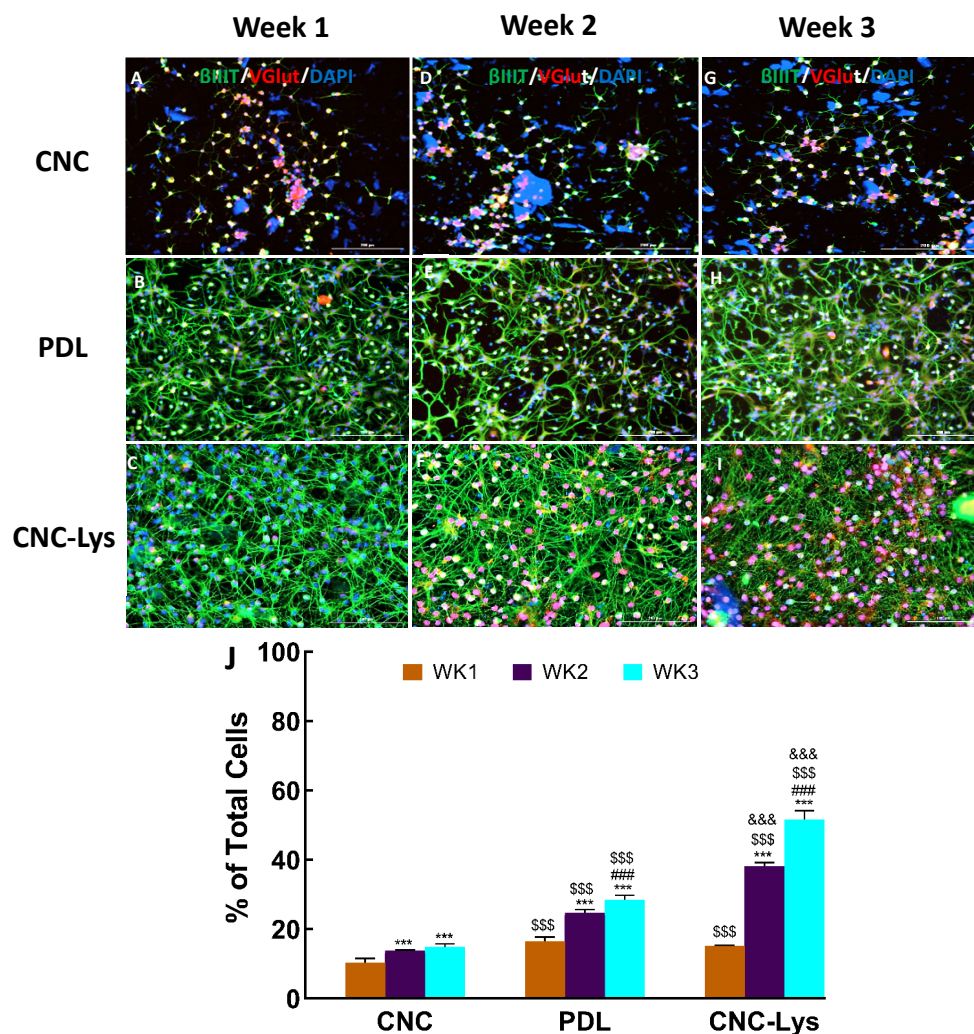 Week 1
Week 2
Week 3
CNC
A
βIIIT/VGlut/DAPI
D
βIIIT/VGlut/DAPI
G
βIIIT/VGlut/DAPI
PDL
B
E
H
CNC-Lys
C
F
I
J
WK1
WK2
WK3
% of Total Cells
100
80
60
40
20
0
***
***
$$$
$$$
***
$$$
###
***
$$$
&&&
$$$
***
&&&
$$$
###
***
CNC
PDL
CNC-Lys